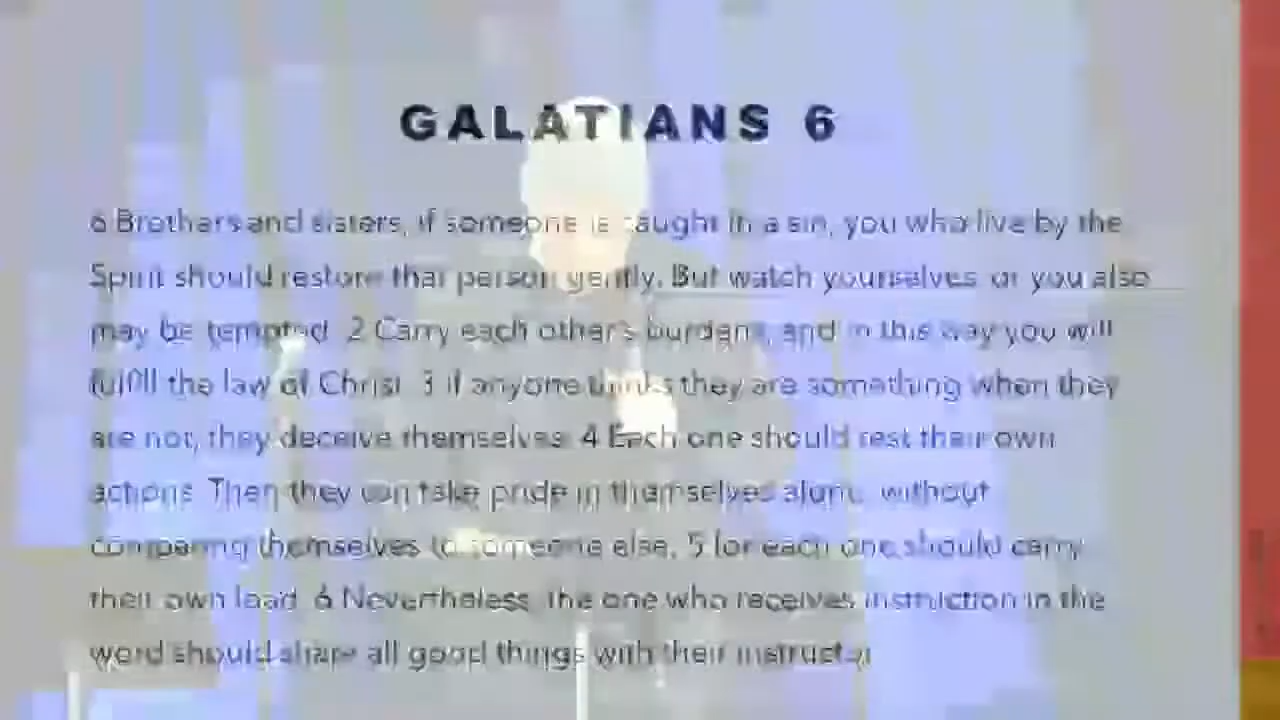 GALATIANS 6
6 Brothers and sisters, if someone is caught in a sin, you who live by the
Spirit should restore that person gently. But watch yourselves, or you also
may be tempted. 2 Carry each other's burdens, and in this way you will
fulfill the law of Christ. 3 If anyone thinks they are something when they
are not, they deceive themselves. 4 Each one should test their own
actions. Then they can take pride in themselves alone, without
comparing themselves to someone else, 5 for each one should carry
their own load. 6 Nevertheless, the one who receives instruction in the
word should share all good things with their instructor.